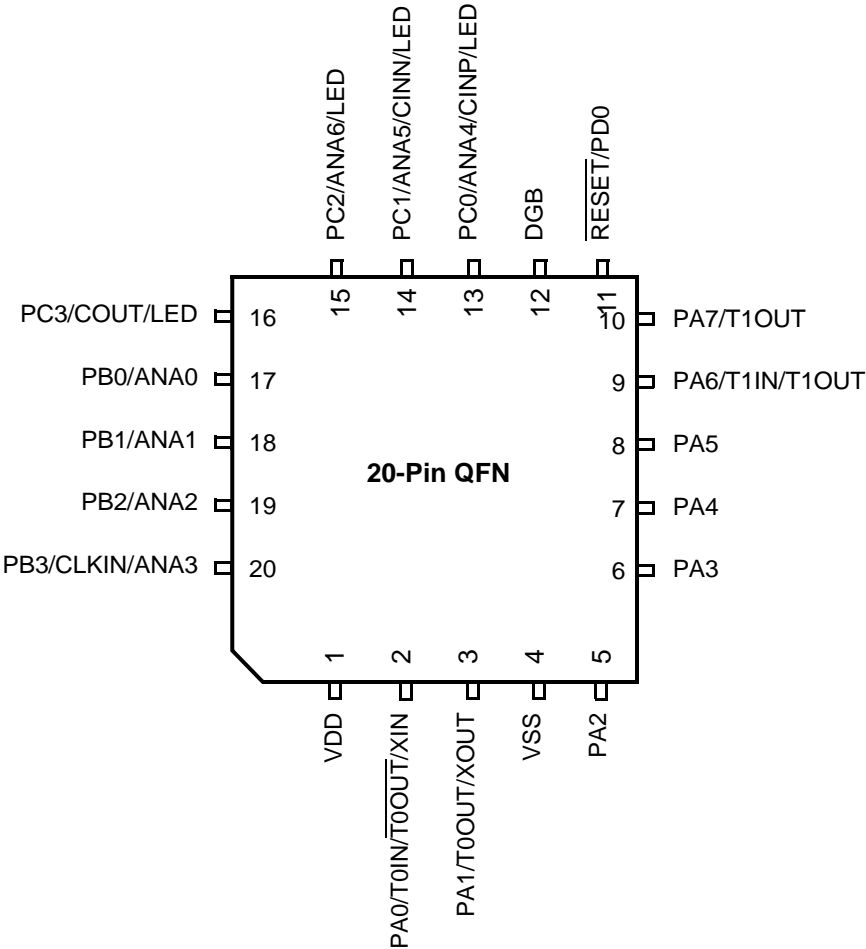 PC2/ANA6/LED
PC1/ANA5/CINN/LED
PC0/ANA4/CINP/LED
DGB
RESET/PD0
15
14
13
12
11
PC3/COUT/LED
16
10
PA7/T1OUT
PB0/ANA0
17
9
PA6/T1IN/T1OUT
PB1/ANA1
18
8
PA5
20-Pin QFN
PB2/ANA2
19
7
PA4
PB3/CLKIN/ANA3
20
6
PA3
1
2
3
4
5
VDD
PA0/T0IN/T0OUT/XIN
PA1/T0OUT/XOUT
VSS
PA2